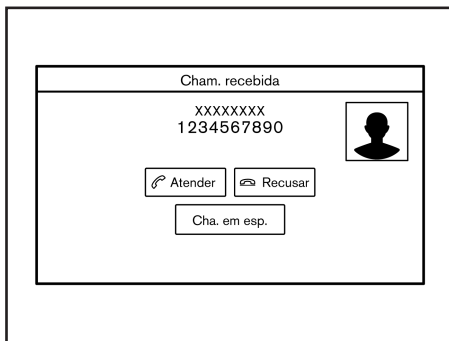 Cham. recebida
XXXXXXXX
1234567890
Atender Recusar
Cha. em esp.